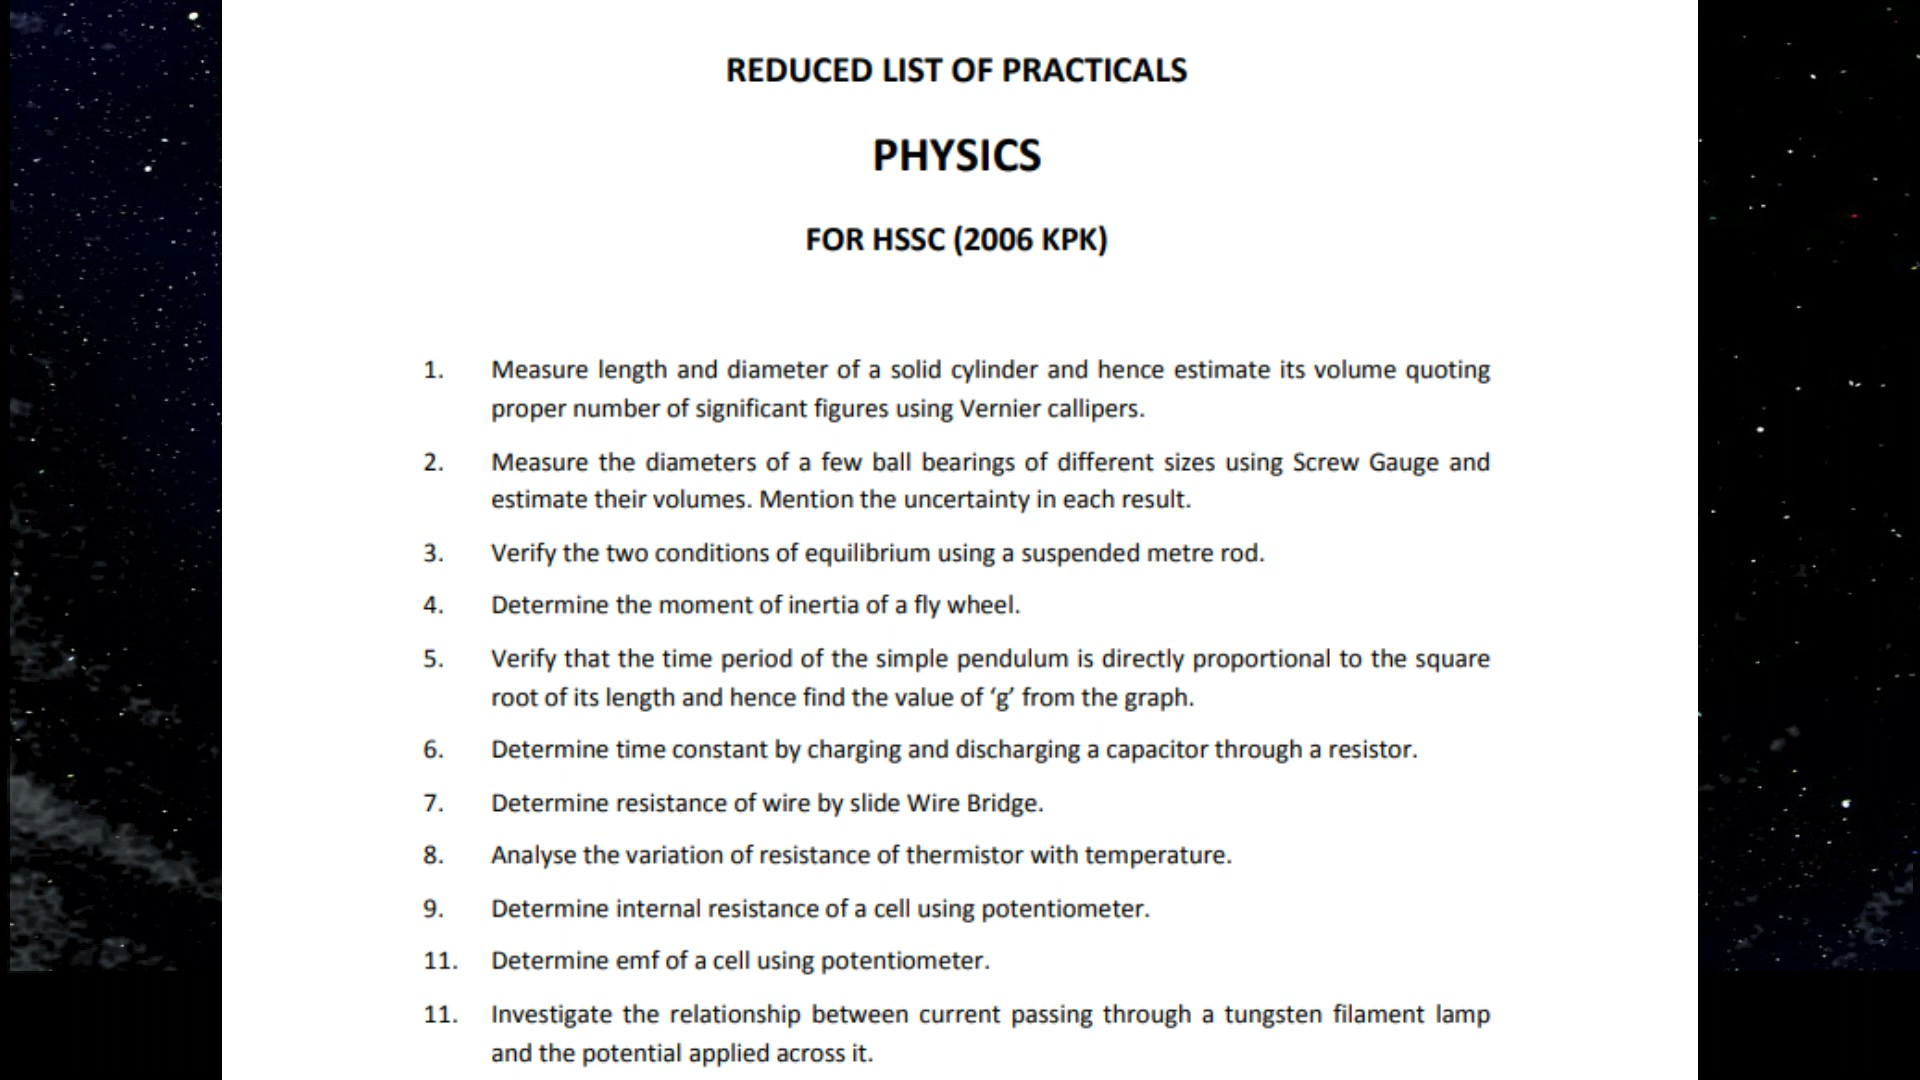 REDUCED LIST OF PRACTICALS
PHYSICS
FOR HSSC (2006 KPK)
1. Measure length and diameter of a solid cylinder and hence estimate its volume quoting
proper number of significant figures using Vernier callipers.
2. Measure the diameters of a few ball bearings of different sizes using Screw Gauge and
estimate their volumes. Mention the uncertainty in each result.
3. Verify the two conditions of equilibrium using a suspended metre rod.
4. Determine the moment of inertia of a fly wheel.
5. Verify that the time period of the simple pendulum is directly proportional to the square
root of its length and hence find the value of ‘g’ from the graph.
6. Determine time constant by charging and discharging a capacitor through a resistor.
7. Determine resistance of wire by slide Wire Bridge.
8. Analyse the variation of resistance of thermistor with temperature.
9. Determine internal resistance of a cell using potentiometer.
11. Determine emf of a cell using potentiometer.
11. Investigate the relationship between current passing through a tungsten filament lamp
and the potential applied across it.